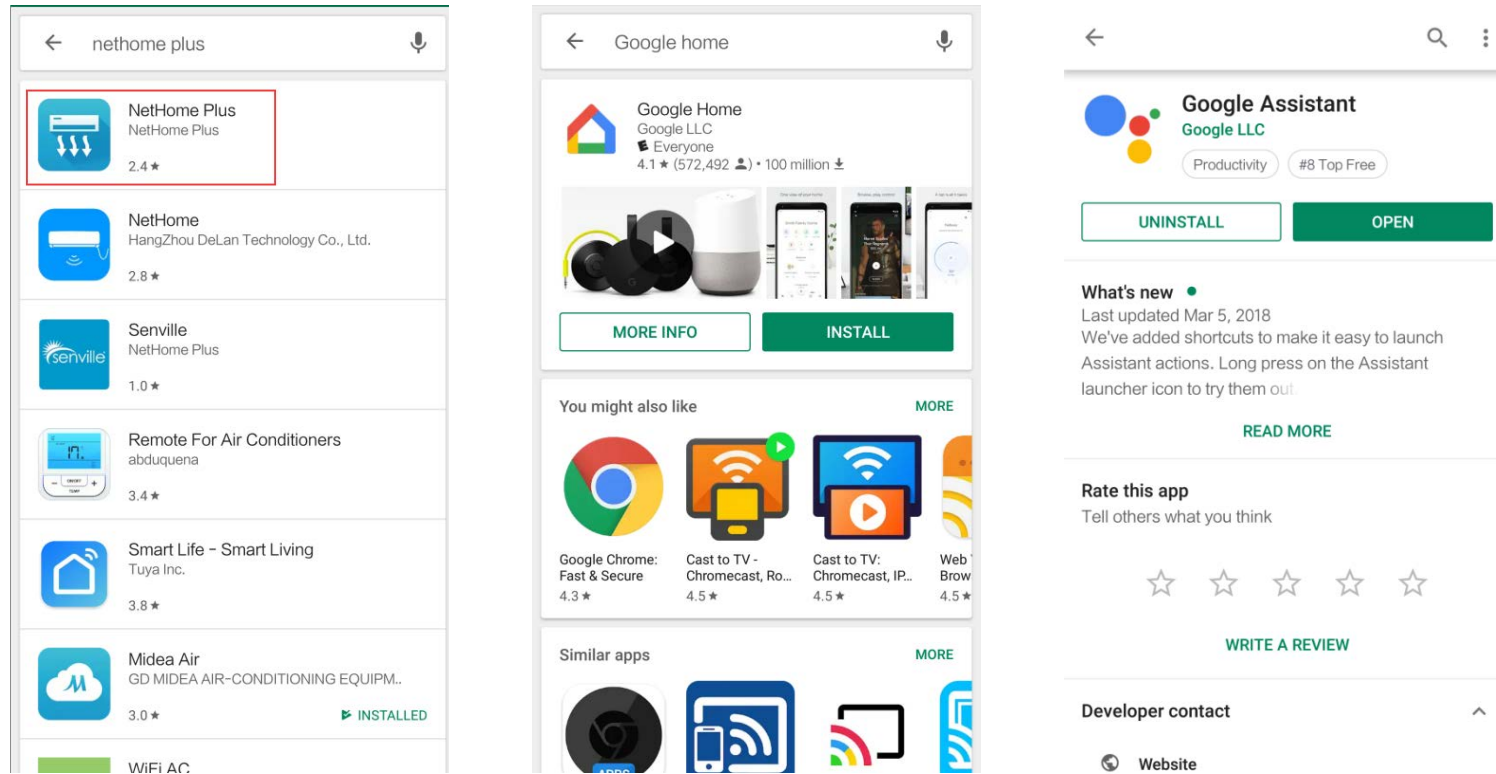 nethome plus
NetHome Plus
NetHome Plus
2.4 ★
NetHome
HangZhou DeLan Technology Co., Ltd.
2.8 ★
senville
Senville
NetHome Plus
1.0 ★
Remote For Air Conditioners
abduquena
3.4 ★
Smart Life - Smart Living
Tuya Inc.
3.8 ★
Midea Air
GD MIDEA AIR-CONDITIONING EQUIPM..
3.0 ★
INSTALLED
WiFi AC
Google home
Google Home
Google LLC
E Everyone
4.1 ★ (572,492) • 100 million
MORE INFO
INSTALL
You might also like
MORE
Google Chrome: Fast & Secure
4.3 ★
Cast to TV - Chromecast, Ro...
4.5 ★
Cast to TV: Chromecast, IP...
4.5 ★
Web
Brow
4.5 ★
Similar apps
MORE
APPS
Google Assistant
Google LLC
Productivity
#8 Top Free
UNINSTALL
OPEN
What's new
Last updated Mar 5, 2018
We've added shortcuts to make it easy to launch
Assistant actions. Long press on the Assistant
launcher icon to try them out.
READ MORE
Rate this app
Tell others what you think
WRITE A REVIEW
Developer contact
Website